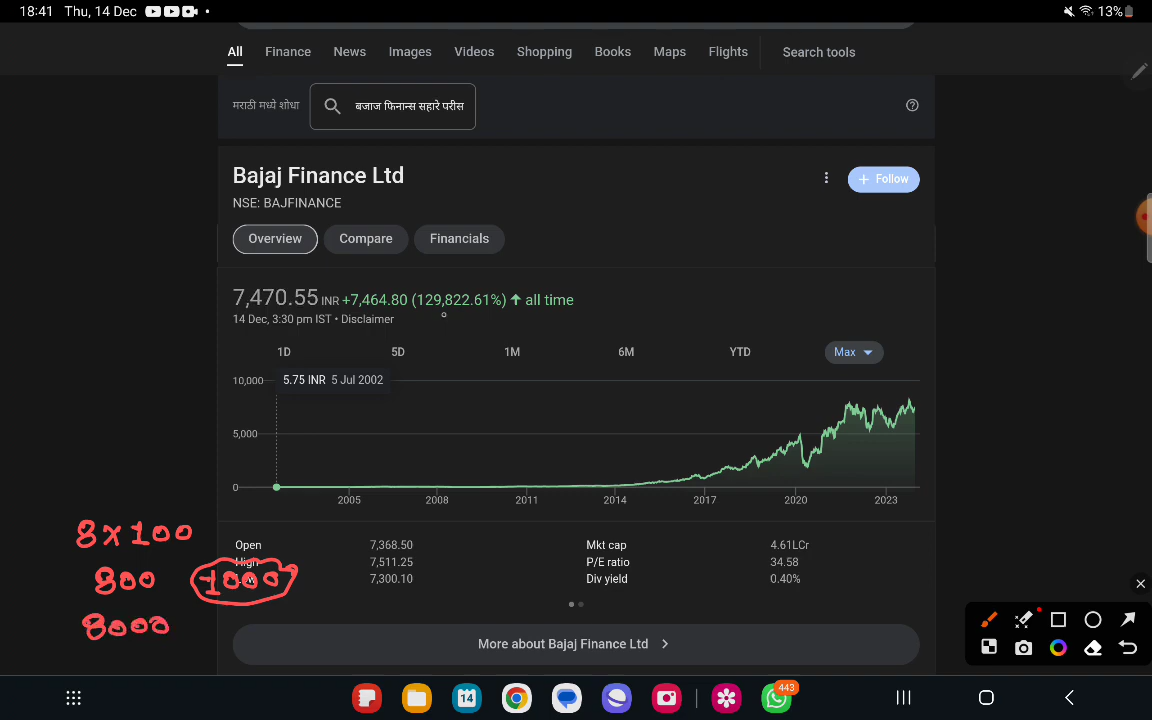 18:41 Thu, 14 Dec 13%
All Finance News Images Videos Shopping Books Maps Flights Search tools
मराठी मध्ये शोधा बजाज फिनान्स सहारे परीस
Bajaj Finance Ltd
+ Follow
NSE: BAJFINANCE
Overview Compare Financials
7,470.55 INR +7,464.80 (129,822.61%) ↑ all time
14 Dec, 3:30 pm IST • Disclaimer
1D 5D 1M 6M YTD Max
5.75 INR 5 Jul 2002
10,000
5,000
0
2005 2008 2011 2014 2017 2020 2023
8x100
800 1000
8000
Open 7,368.50 Mkt cap 4.61LCr
High 7,511.25 P/E ratio 34.58
Low 7,300.10 Div yield 0.40%
More about Bajaj Finance Ltd
14 443